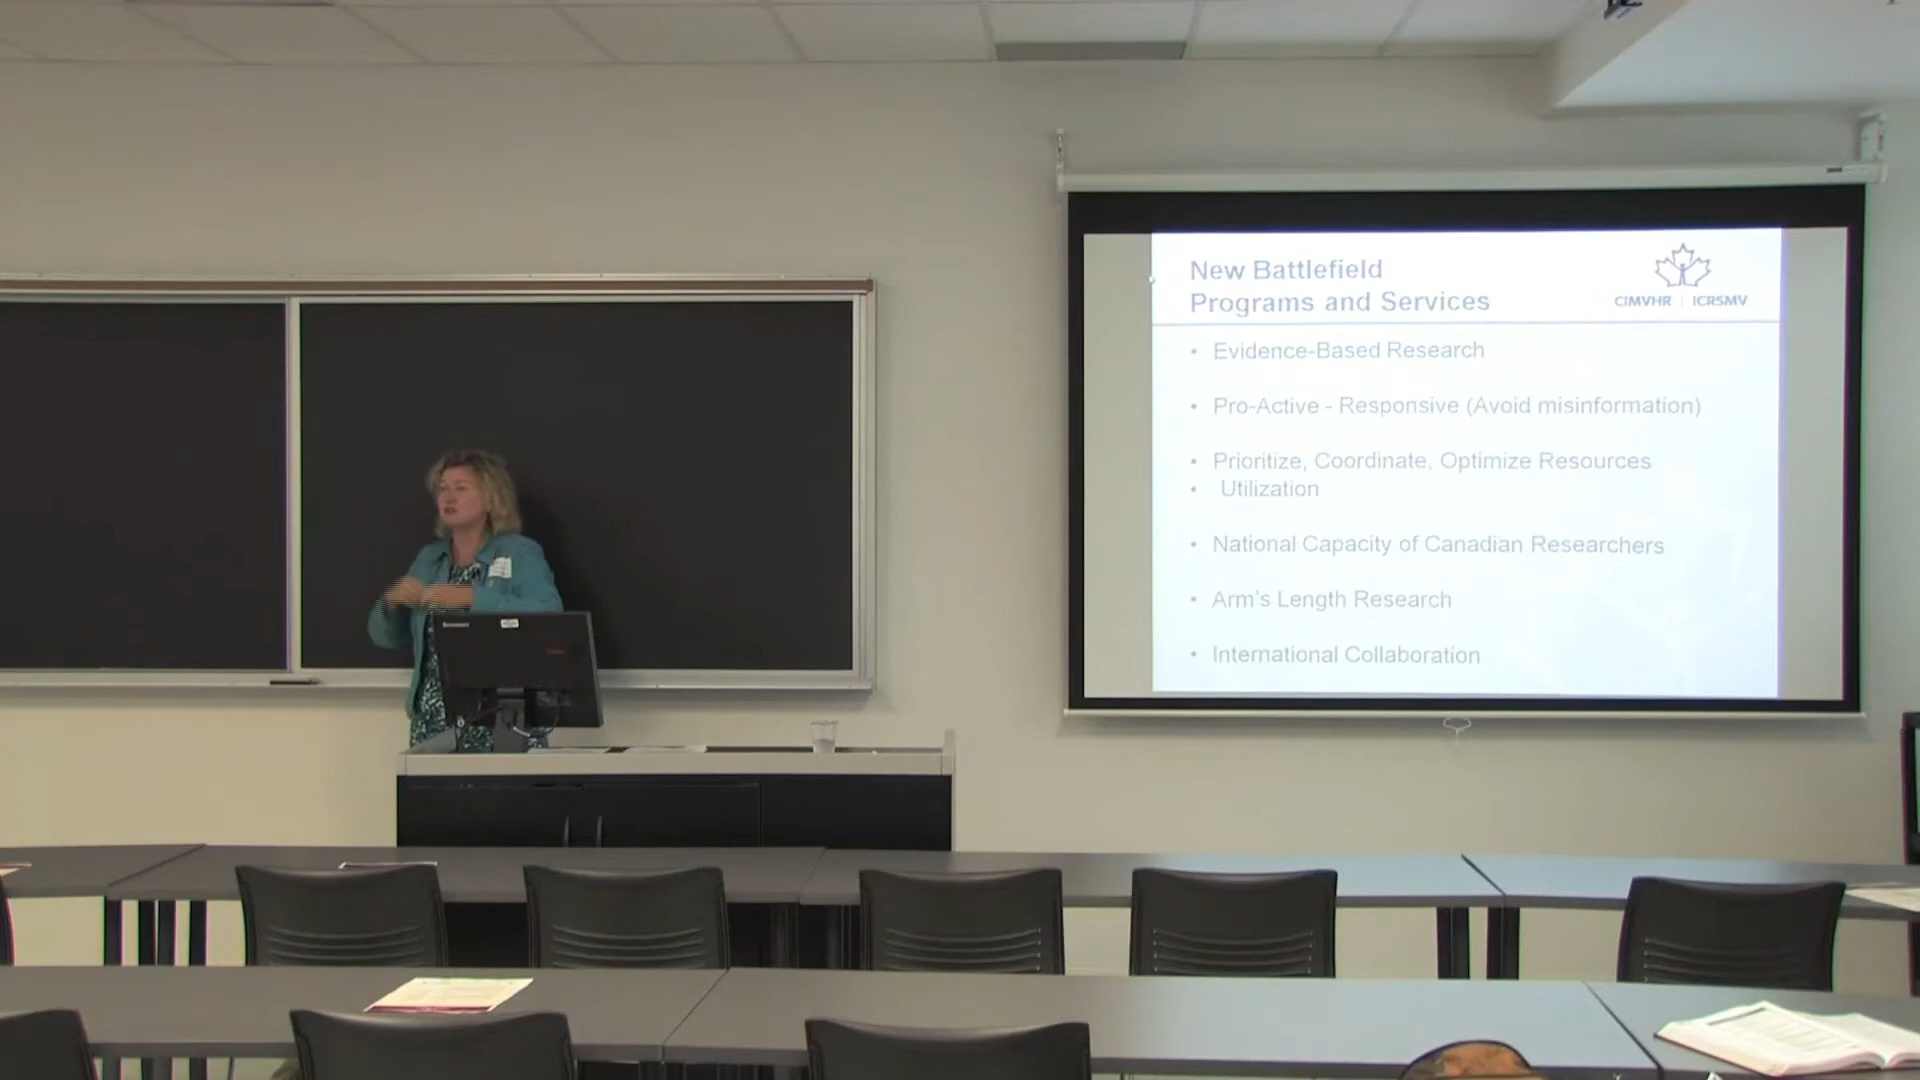 New Battlefield
Programs and Services
CIMVHR | ICRSMV
• Evidence-Based Research
• Pro-Active - Responsive (Avoid misinformation)
• Prioritize, Coordinate, Optimize Resources
• Utilization
• National Capacity of Canadian Researchers
• Arm's Length Research
• International Collaboration